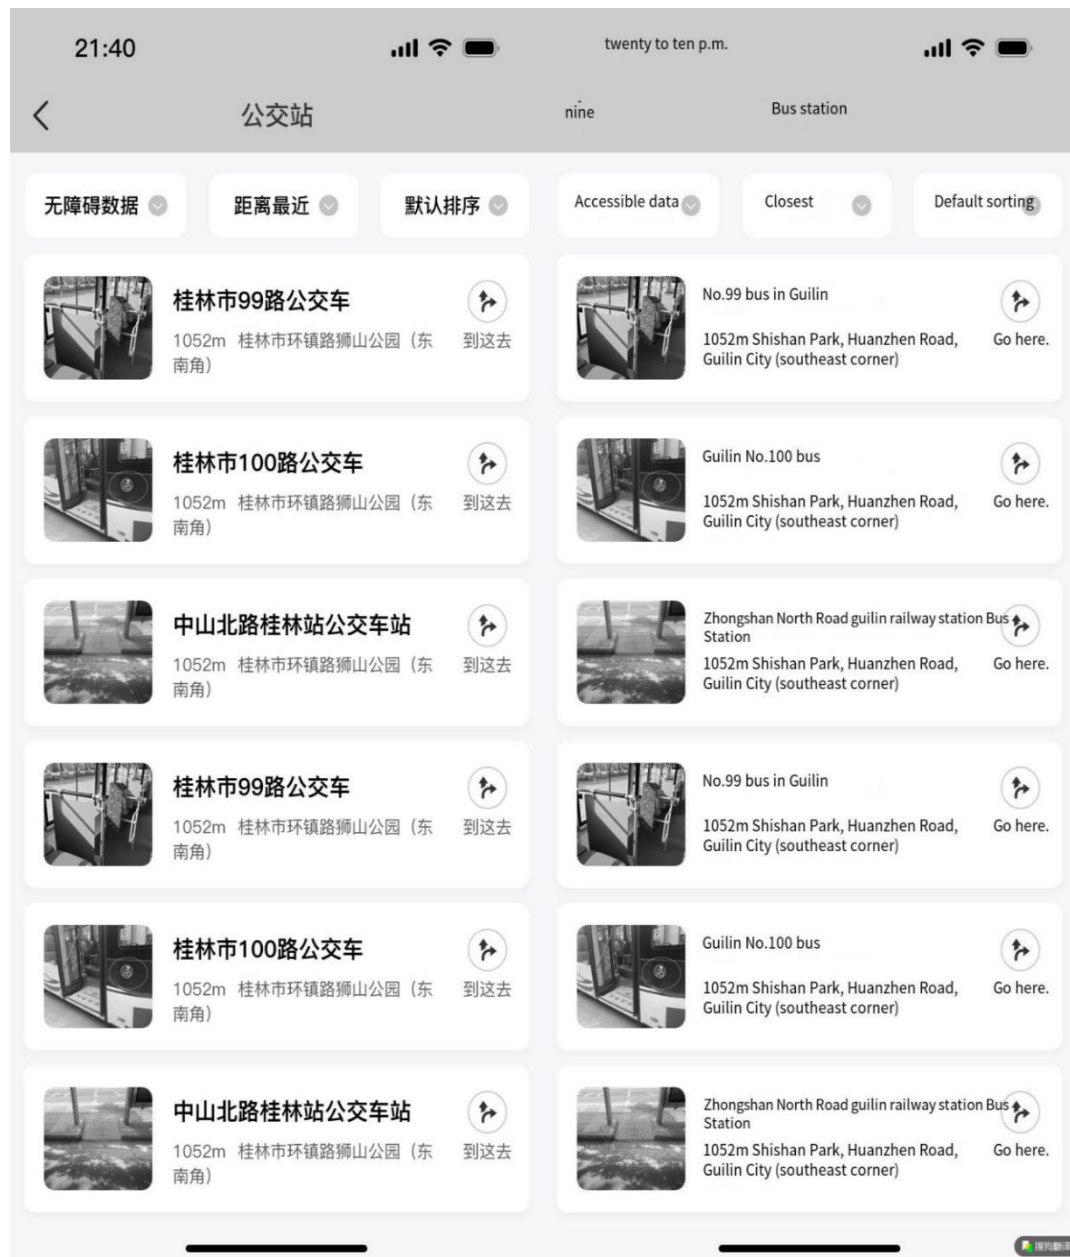 21:40
公交站
无障碍数据 距离最近 默认排序
桂林市99路公交车
1052m 桂林市环镇路狮山公园（东 到这去
南角）
桂林市100路公交车
1052m 桂林市环镇路狮山公园（东 到这去
南角）
中山北路桂林站公交车站
1052m 桂林市环镇路狮山公园（东 到这去
南角）
桂林市99路公交车
1052m 桂林市环镇路狮山公园（东 到这去
南角）
桂林市100路公交车
1052m 桂林市环镇路狮山公园（东 到这去
南角）
中山北路桂林站公交车站
1052m 桂林市环镇路狮山公园（东 到这去
南角）
twenty to ten p.m.
nine Bus station
Accessible data Closest Default sorting
No.99 bus in Guilin
1052m Shishan Park, Huanzhen Road, Go here.
Guilin City (southeast corner)
Guilin No.100 bus
1052m Shishan Park, Huanzhen Road, Go here.
Guilin City (southeast corner)
Zhongshan North Road guilin railway station Bus
Station
1052m Shishan Park, Huanzhen Road, Go here.
Guilin City (southeast corner)
No.99 bus in Guilin
1052m Shishan Park, Huanzhen Road, Go here.
Guilin City (southeast corner)
Guilin No.100 bus
1052m Shishan Park, Huanzhen Road, Go here.
Guilin City (southeast corner)
Zhongshan North Road guilin railway station Bus
Station
1052m Shishan Park, Huanzhen Road, Go here.
Guilin City (southeast corner)
搜狗翻译